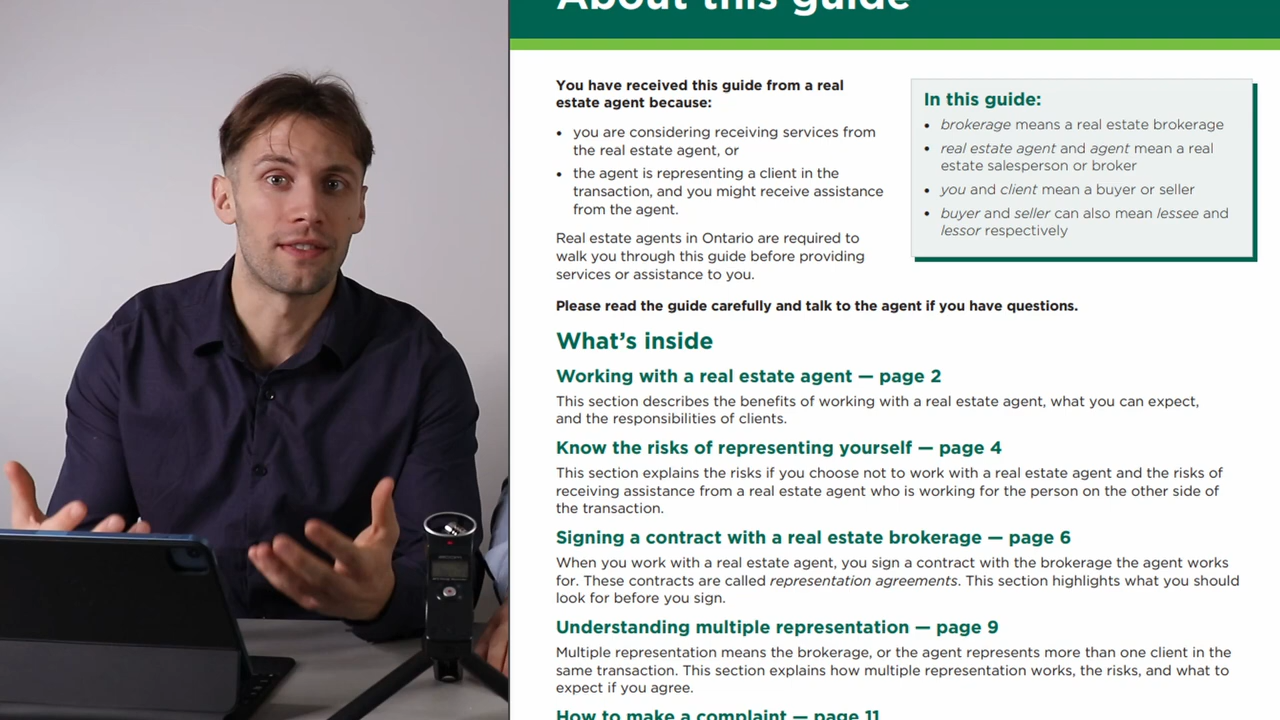 About this guide
You have received this guide from a real
estate agent because:
• you are considering receiving services from
the real estate agent, or
• the agent is representing a client in the
transaction, and you might receive assistance
from the agent.
Real estate agents in Ontario are required to
walk you through this guide before providing
services or assistance to you.
In this guide:
• brokerage means a real estate brokerage
• real estate agent and agent mean a real
estate salesperson or broker
• you and client mean a buyer or seller
• buyer and seller can also mean lessee and
lessor respectively
Please read the guide carefully and talk to the agent if you have questions.
What's inside
Working with a real estate agent — page 2
This section describes the benefits of working with a real estate agent, what you can expect,
and the responsibilities of clients.
Know the risks of representing yourself — page 4
This section explains the risks if you choose not to work with a real estate agent and the risks of
receiving assistance from a real estate agent who is working for the person on the other side of
the transaction.
Signing a contract with a real estate brokerage — page 6
When you work with a real estate agent, you sign a contract with the brokerage the agent works
for. These contracts are called representation agreements. This section highlights what you should
look for before you sign.
Understanding multiple representation — page 9
Multiple representation means the brokerage, or the agent represents more than one client in the
same transaction. This section explains how multiple representation works, the risks, and what to
expect if you agree.
How to make a complaint — page 11